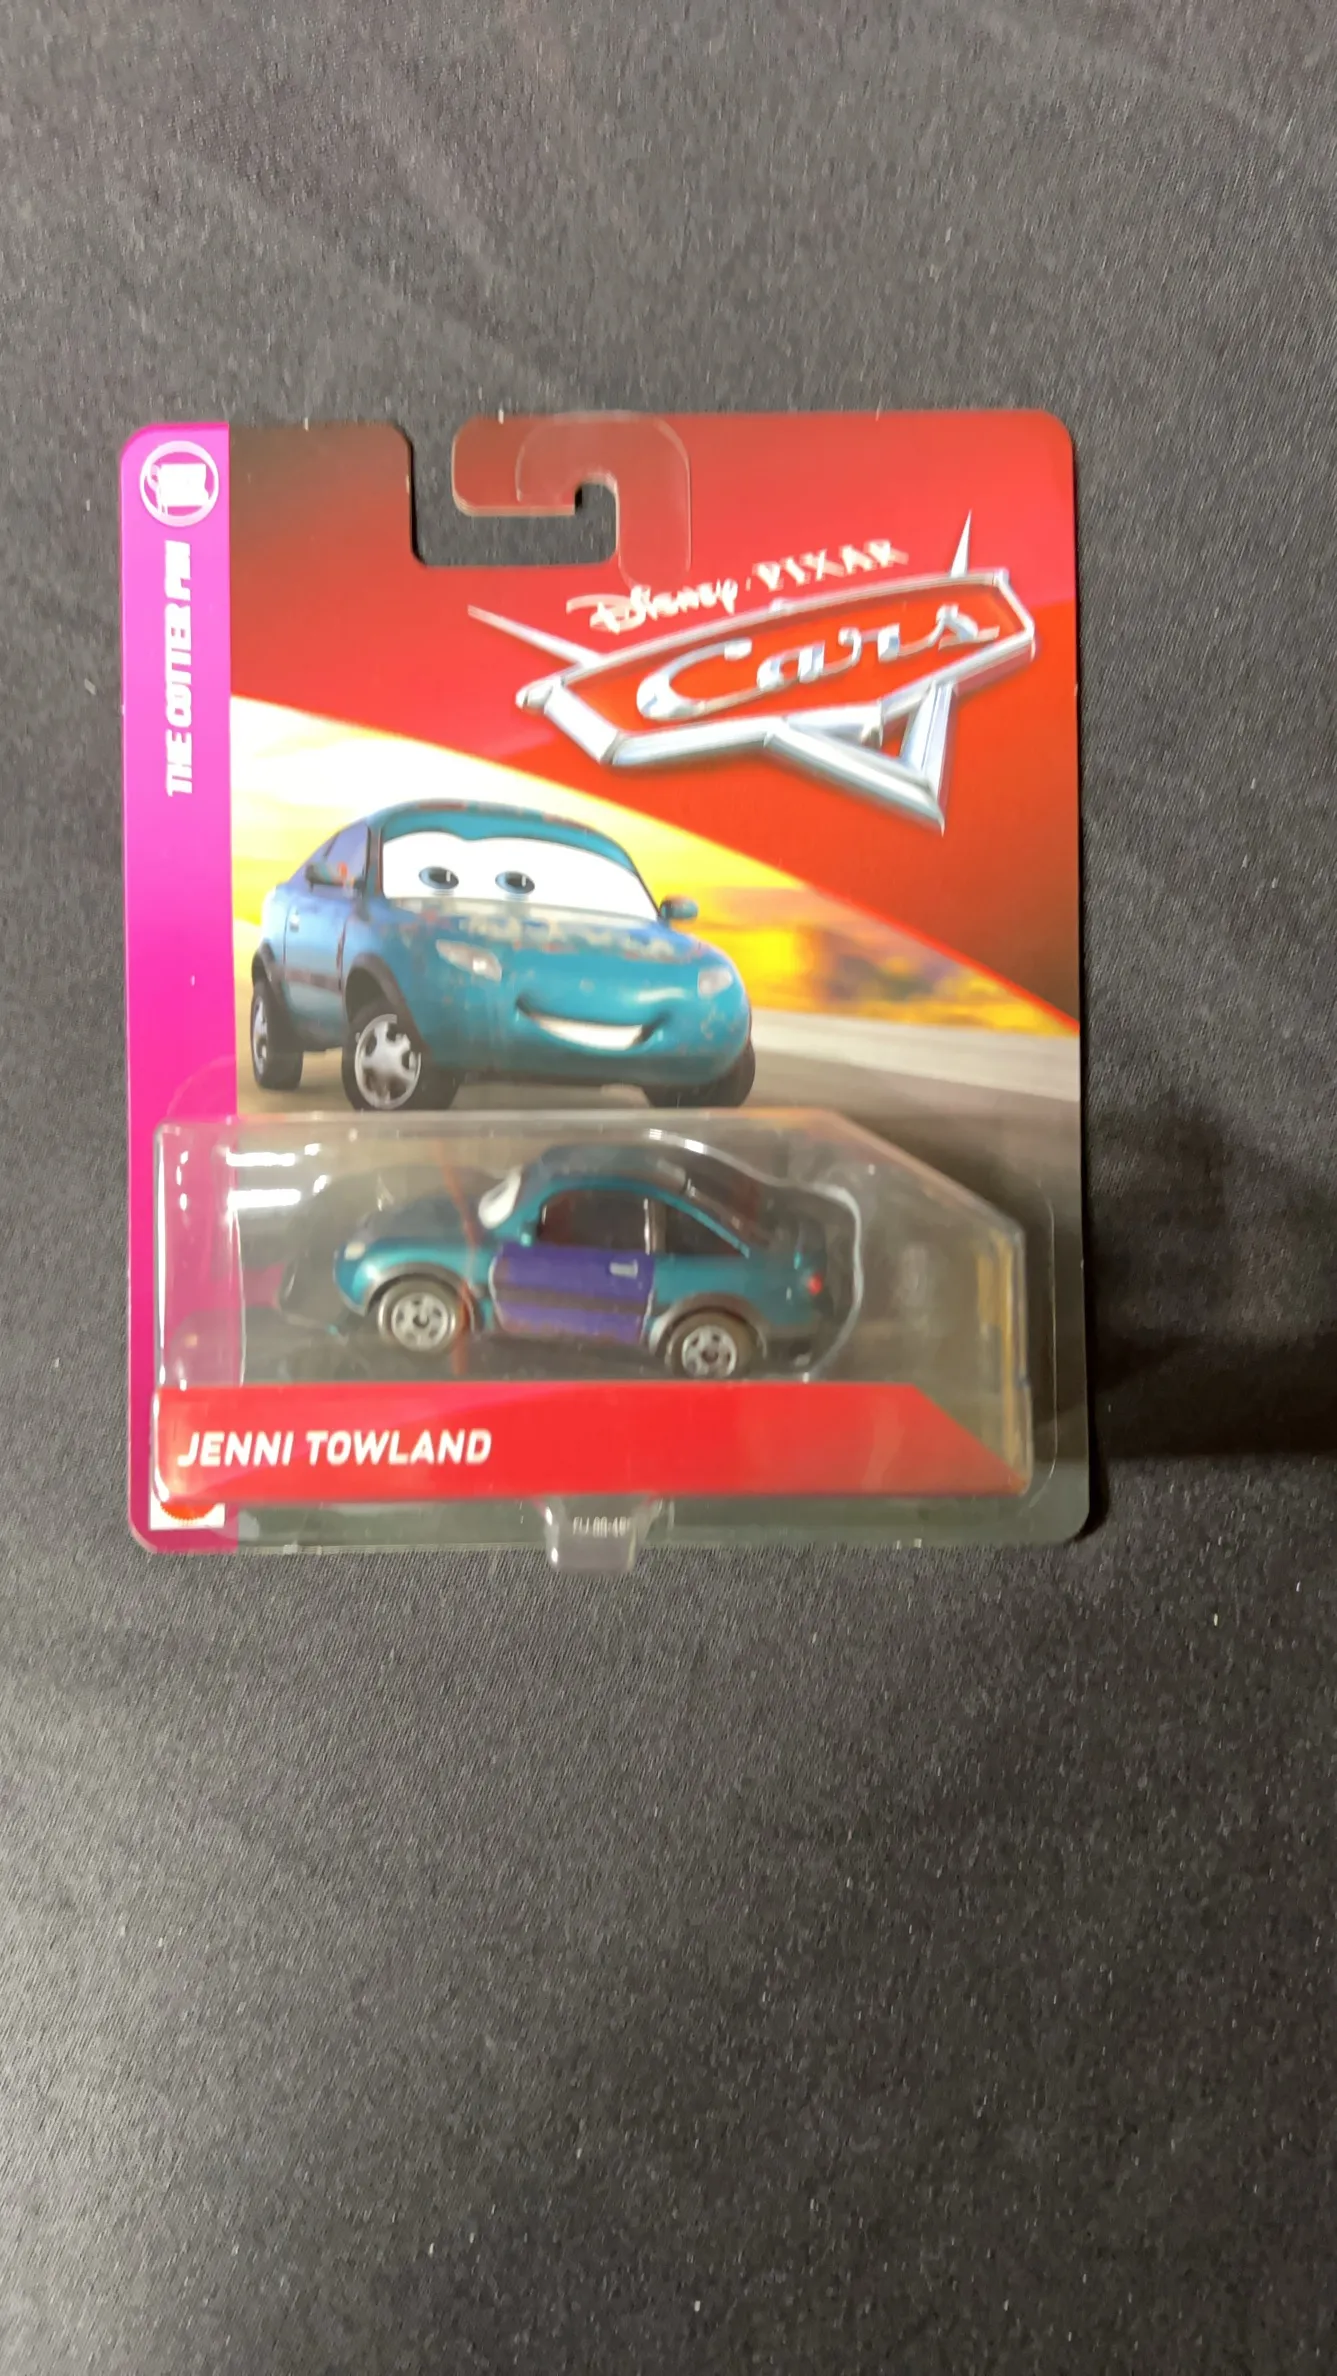 THE COTTER PIN
Disney·PIXAR
Cars
JENNI TOWLAND